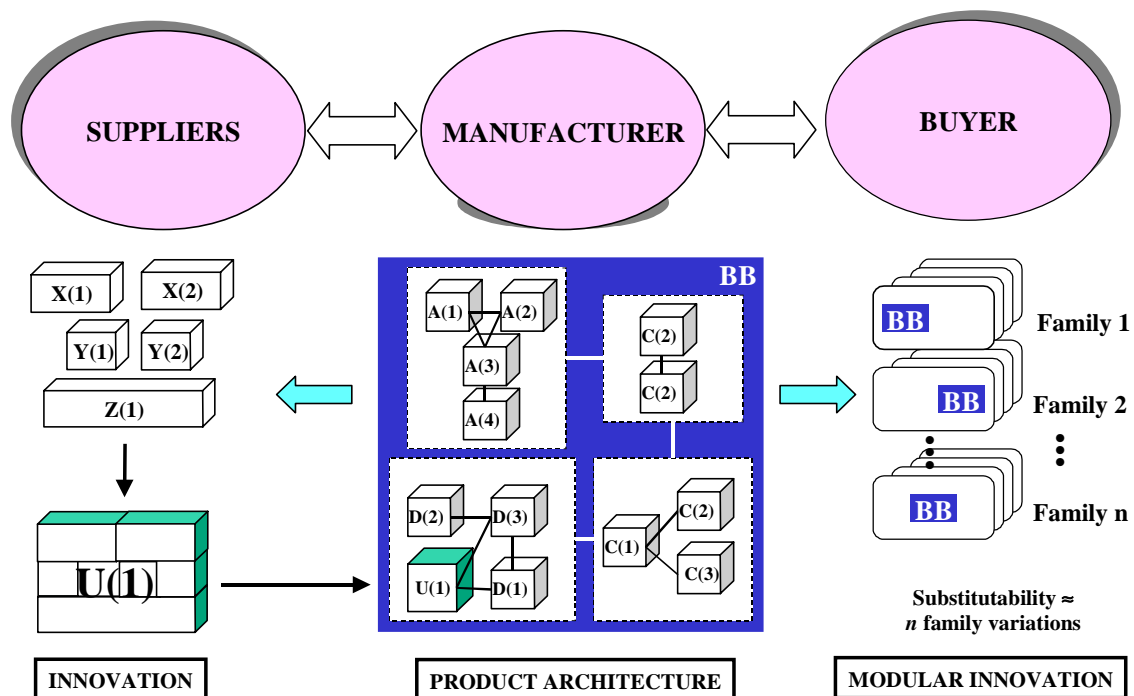 SUPPLIERS
MANUFACTURER
BUYER
X(1)
X(2)
Y(1)
Y(2)
Z(1)
U(1)
INNOVATION
BB
A(1)
A(2)
A(3)
A(4)
C(2)
C(2)
D(2)
D(3)
U(1)
D(1)
C(1)
C(2)
C(3)
PRODUCT ARCHITECTURE
BB
Family 1
BB
Family 2
BB
Family n
Substitutability ≈
n family variations
MODULAR INNOVATION